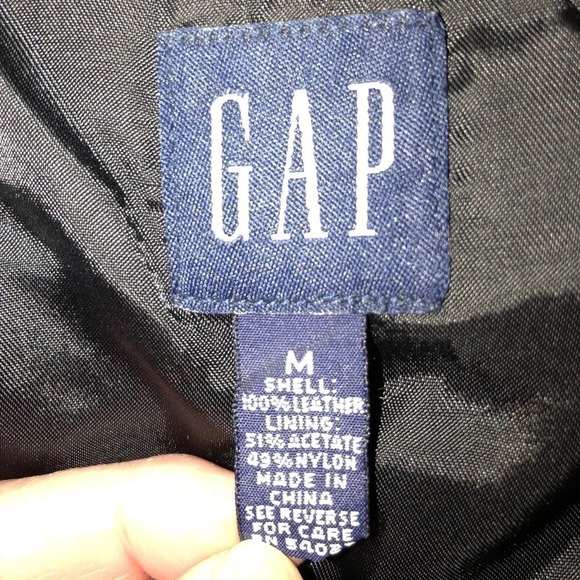 GAP
M
SHELL:
100% LEATHER
LINING:
51% ACETATE
49% NYLON
MADE IN
CHINA
SEE REVERSE
FOR CARE